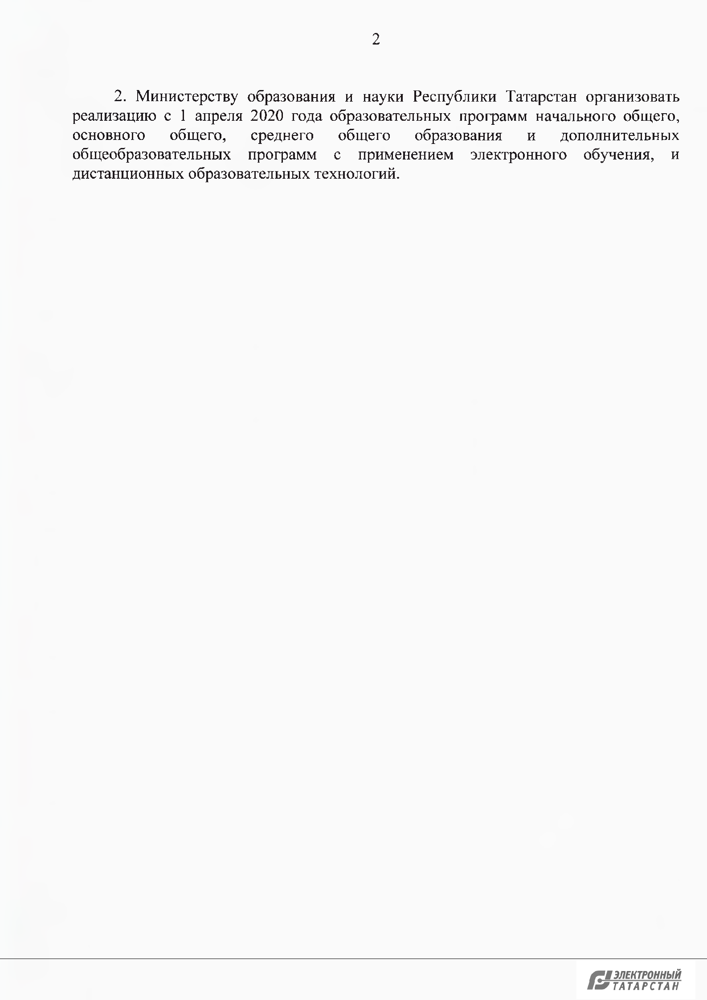 2
2. Министерству образования и науки Республики Татарстан организовать
реализацию с 1 апреля 2020 года образовательных программ начального общего,
основного общего, среднего общего образования и дополнительных
общеобразовательных программ с применением электронного обучения, и
дистанционных образовательных технологий.
ЭЛЕКТРОННЫЙ
ТАТАРСТАН